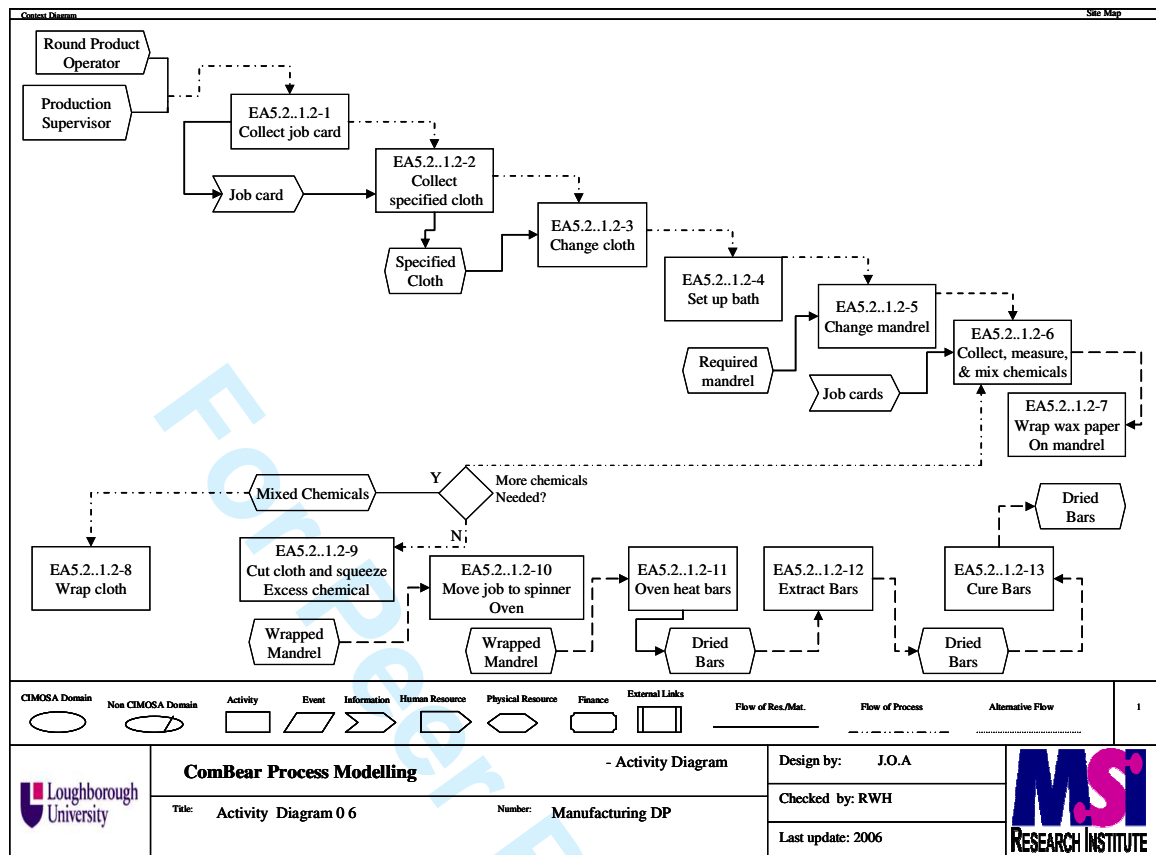 Context Diagram
Site Map
Round Product
Operator
Production
Supervisor
EA5.2..1.2-1
Collect job card
Job card
EA5.2..1.2-2
Collect
specified cloth
Specified
Cloth
EA5.2..1.2-3
Change cloth
EA5.2..1.2-4
Set up bath
Required
mandrel
EA5.2..1.2-5
Change mandrel
Job cards
EA5.2..1.2-6
Collect, measure,
& mix chemicals
EA5.2..1.2-7
Wrap wax paper
On mandrel
Mixed Chemicals
Y
More chemicals
Needed?
N
EA5.2..1.2-8
Wrap cloth
EA5.2..1.2-9
Cut cloth and squeeze
Excess chemical
Wrapped
Mandrel
EA5.2..1.2-10
Move job to spinner
Oven
Wrapped
Mandrel
EA5.2..1.2-11
Oven heat bars
Dried
Bars
EA5.2..1.2-12
Extract Bars
Dried
Bars
EA5.2..1.2-13
Cure Bars
Dried
Bars
For Peer
CIMOSA Domain
Non CIMOSA Domain
Activity
Event
Information
Human Resource
Physical Resource
Finance
External Links
Flow of Res./Mat.
Flow of Process
Alternative Flow
1
Loughborough
University
ComBear Process Modelling
- Activity Diagram
Title: Activity Diagram 0 6
Number: Manufacturing DP
Design by: J.O.A
Checked by: RWH
Last update: 2006
MSI
RESEARCH INSTITUTE